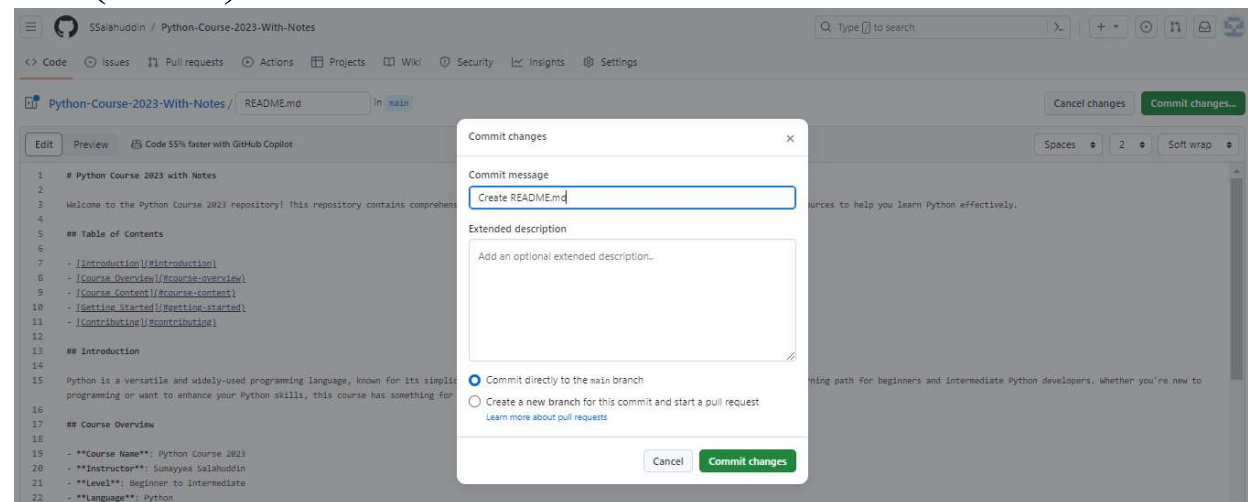 SSalahuddin / Python-Course-2023-With-Notes
Type / to search
<> Code Issues Pull requests Actions Projects Wiki Security Insights Settings
Python-Course-2023-With-Notes / README.md in main
Cancel changes Commit changes...
Edit Preview Code 55% faster with GitHub Copilot
Spaces 2 Soft wrap
Commit changes
Commit message
Create README.md
Extended description
Add an optional extended description..
Commit directly to the main branch
Create a new branch for this commit and start a pull request
Learn more about pull requests
Cancel Commit changes
1 # Python Course 2023 with Notes
2
3 Welcome to the Python Course 2023 repository! This repository contains to help you learn Python effectively.
4
5 ## Table of Contents
6
7 - [Introduction](#introduction)
8 - [Course Overview](#course-overview)
9 - [Course Content](#course-content)
10 - [Getting Started](#getting-started)
11 - [Contributing](#contributing)
12
13 ## Introduction
14
15 Python is a versatile and widely-used programming language, known for its path for beginners and intermediate Python developers. Whether you're new to
programming or want to enhance your Python skills, this course has something for
16
17 ## Course Overview
18
19 - **Course Name**: Python Course 2023
20 - **Instructor**: Sumayyea Salahuddin
21 - **Level**: Beginner to Intermediate
22 - **Language**: Python